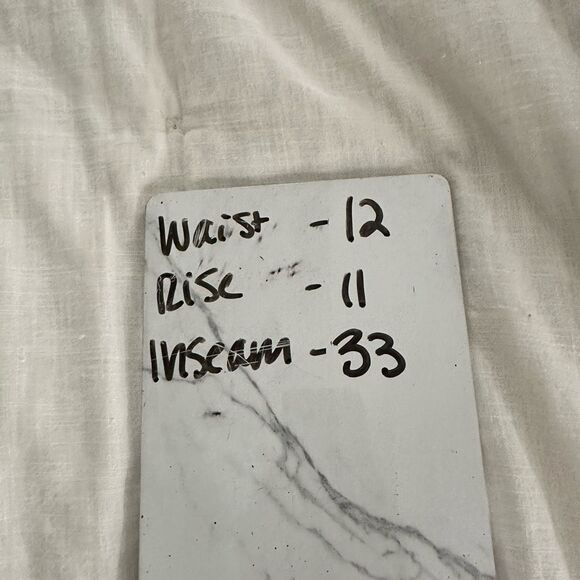 Waist - 12
Rise - 11
Inseam - 33